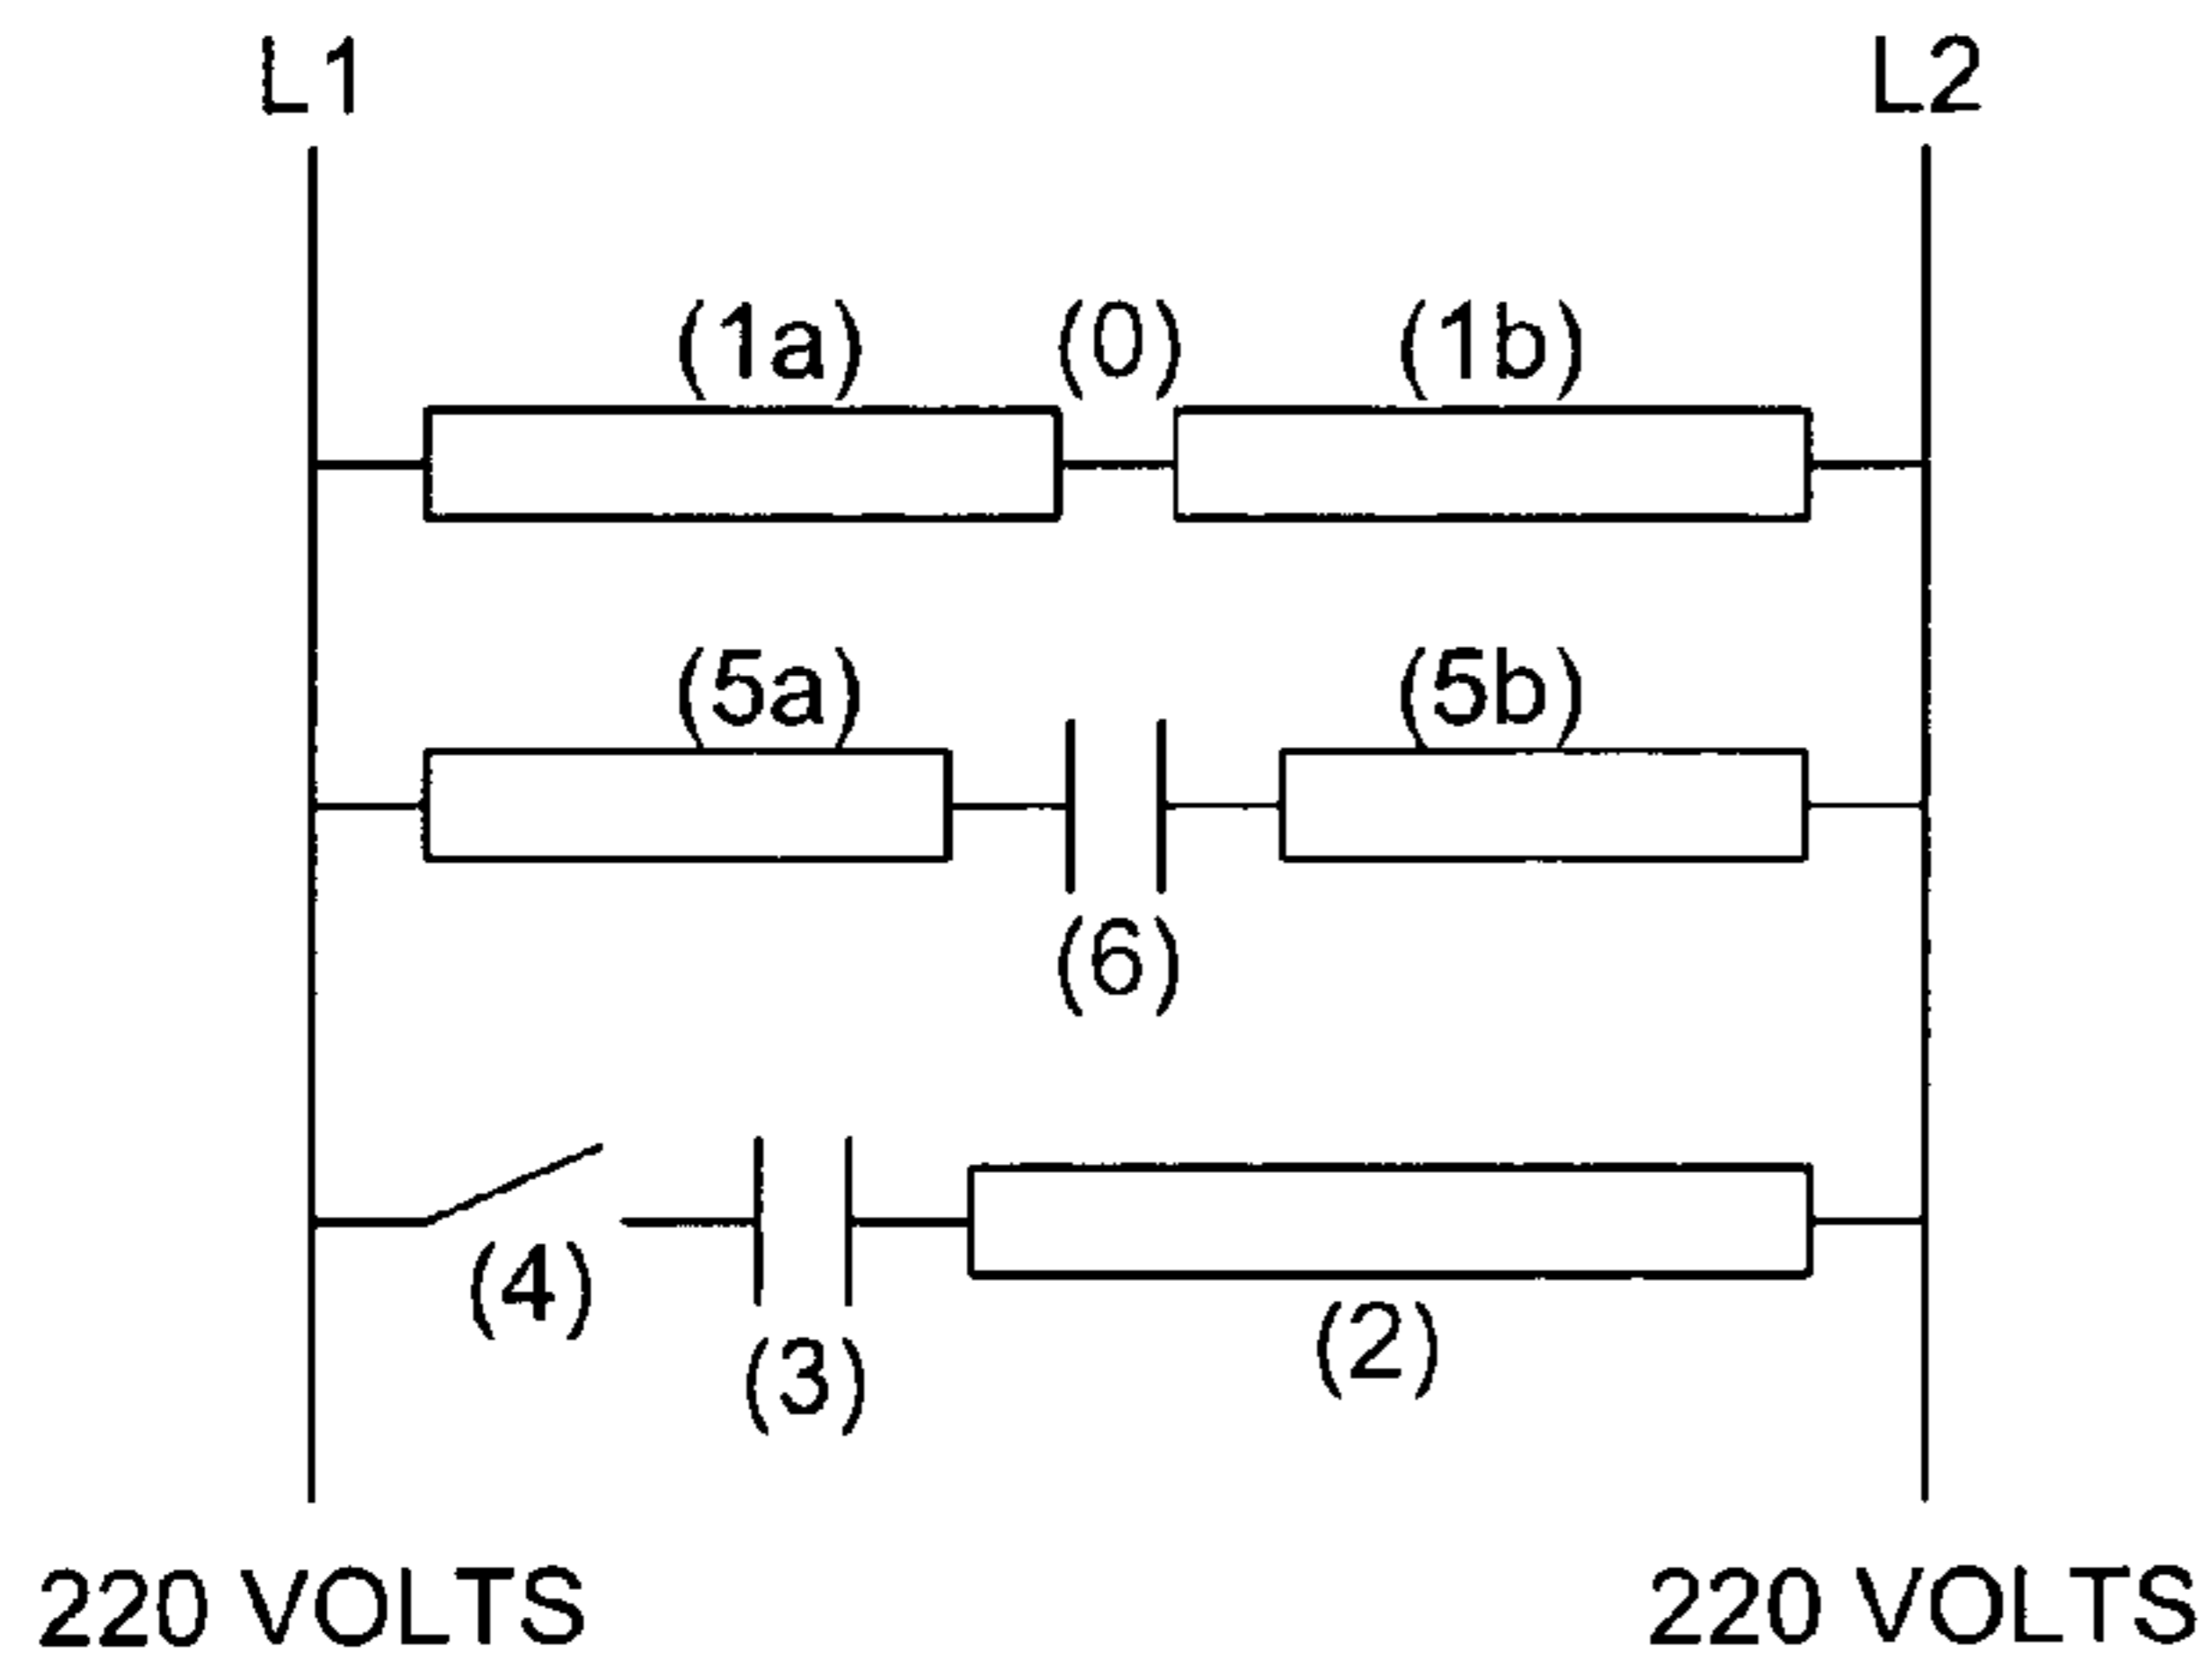 L1 L2
(1a) (0) (1b)
(5a) (5b)
(6)
(4)
(2)
(3)
220 VOLTS 220 VOLTS